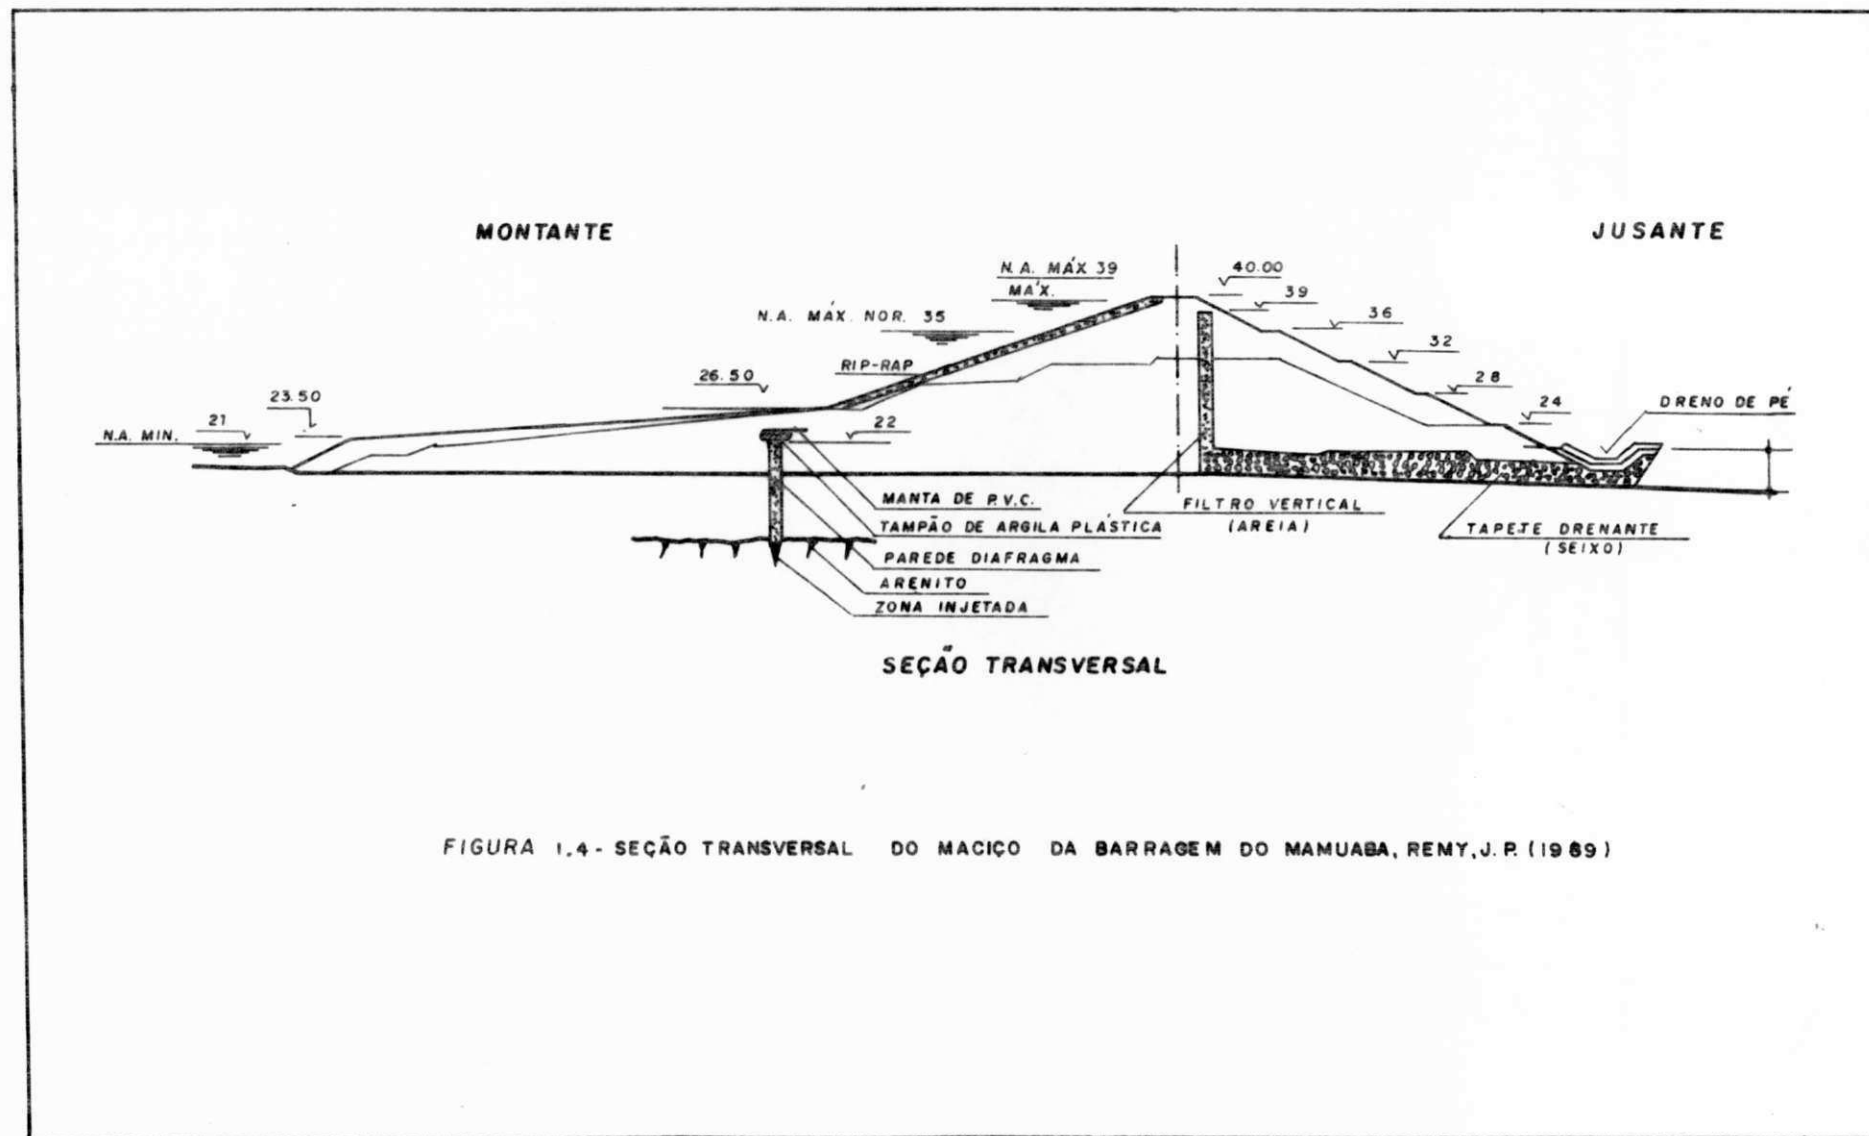 MONTANTE
JUSANTE
N.A. MÁX 39
MÁX.
40.00
39
N.A. MÁX. NOR. 35
36
32
RIP-RAP
26.50
28
23.50
24
DRENO DE PÉ
N.A. MIN. 21
22
MANTA DE P.V.C.
FILTRO VERTICAL
(AREIA)
TAMPÃO DE ARGILA PLÁSTICA
TAPETE DRENANTE
(SEIXO)
PAREDE DIAFRAGMA
ARENITO
ZONA INJETADA
SEÇÃO TRANSVERSAL
FIGURA 1.4- SEÇÃO TRANSVERSAL DO MACIÇO DA BARRAGEM DO MAMUABA, REMY, J. P. (1989)